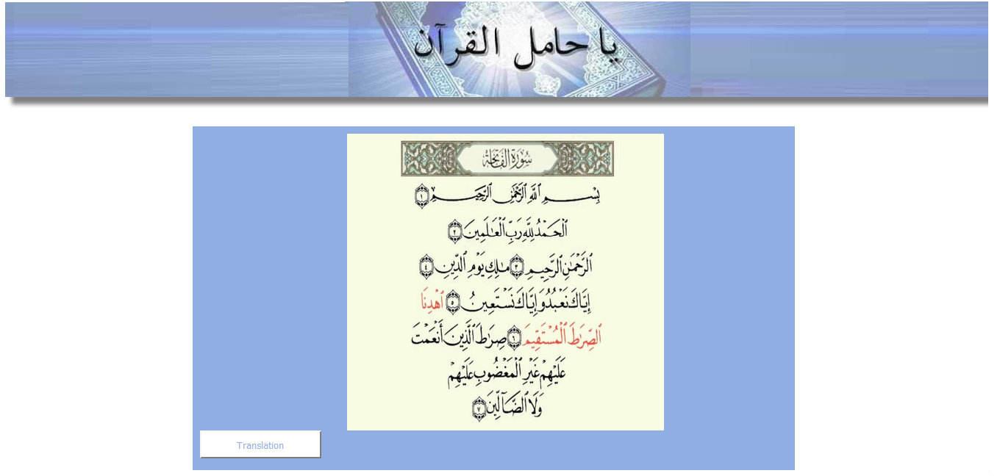 يا حامل القرآن
سُورَةُ الْفَاتِحَةِ
بِسْمِ ٱللَّهِ ٱلرَّحْمَٰنِ ٱلرَّحِيمِ ١
ٱلْحَمْدُ لِلَّهِ رَبِّ ٱلْعَٰلَمِينَ ٢
ٱلرَّحْمَٰنِ ٱلرَّحِيمِ ٣ مَٰلِكِ يَوْمِ ٱلدِّينِ ٤
إِيَّاكَ نَعْبُدُ وَإِيَّاكَ نَسْتَعِينُ ٥ ٱهْدِنَا
ٱلصِّرَٰطَ ٱلْمُسْتَقِيمَ ٦ صِرَٰطَ ٱلَّذِينَ أَنْعَمْتَ
عَلَيْهِمْ غَيْرِ ٱلْمَغْضُوبِ عَلَيْهِمْ
وَلَا ٱلضَّآلِّينَ ٧
Translation